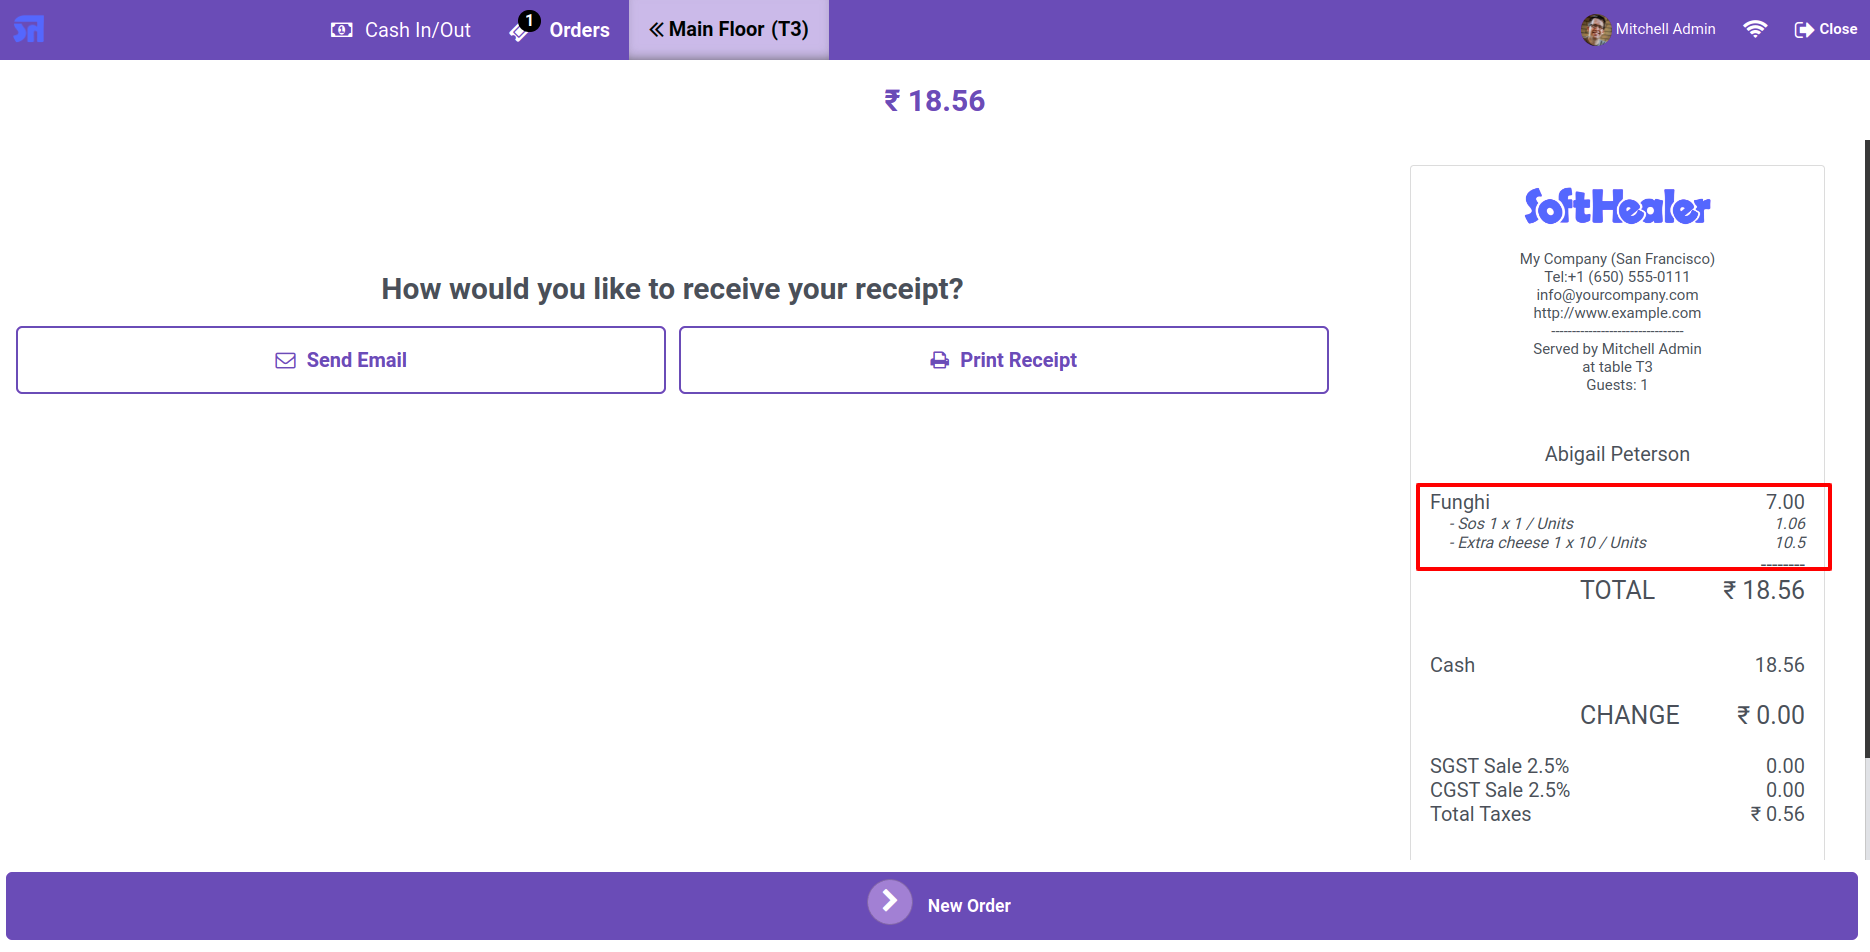 Cash In/Out
1
Orders
Main Floor (T3)
Mitchell Admin
Close
₹ 18.56
How would you like to receive your receipt?
Send Email
Print Receipt
SoftHealer
My Company (San Francisco)
Tel:+1 (650) 555-0111
info@yourcompany.com
http://www.example.com
--------------------------------
Served by Mitchell Admin
at table T3
Guests: 1
Abigail Peterson
Funghi 7.00
- Sos 1 x 1 / Units 1.06
- Extra cheese 1 x 10 / Units 10.5
--------
TOTAL ₹ 18.56
Cash 18.56
CHANGE ₹ 0.00
SGST Sale 2.5% 0.00
CGST Sale 2.5% 0.00
Total Taxes ₹ 0.56
New Order